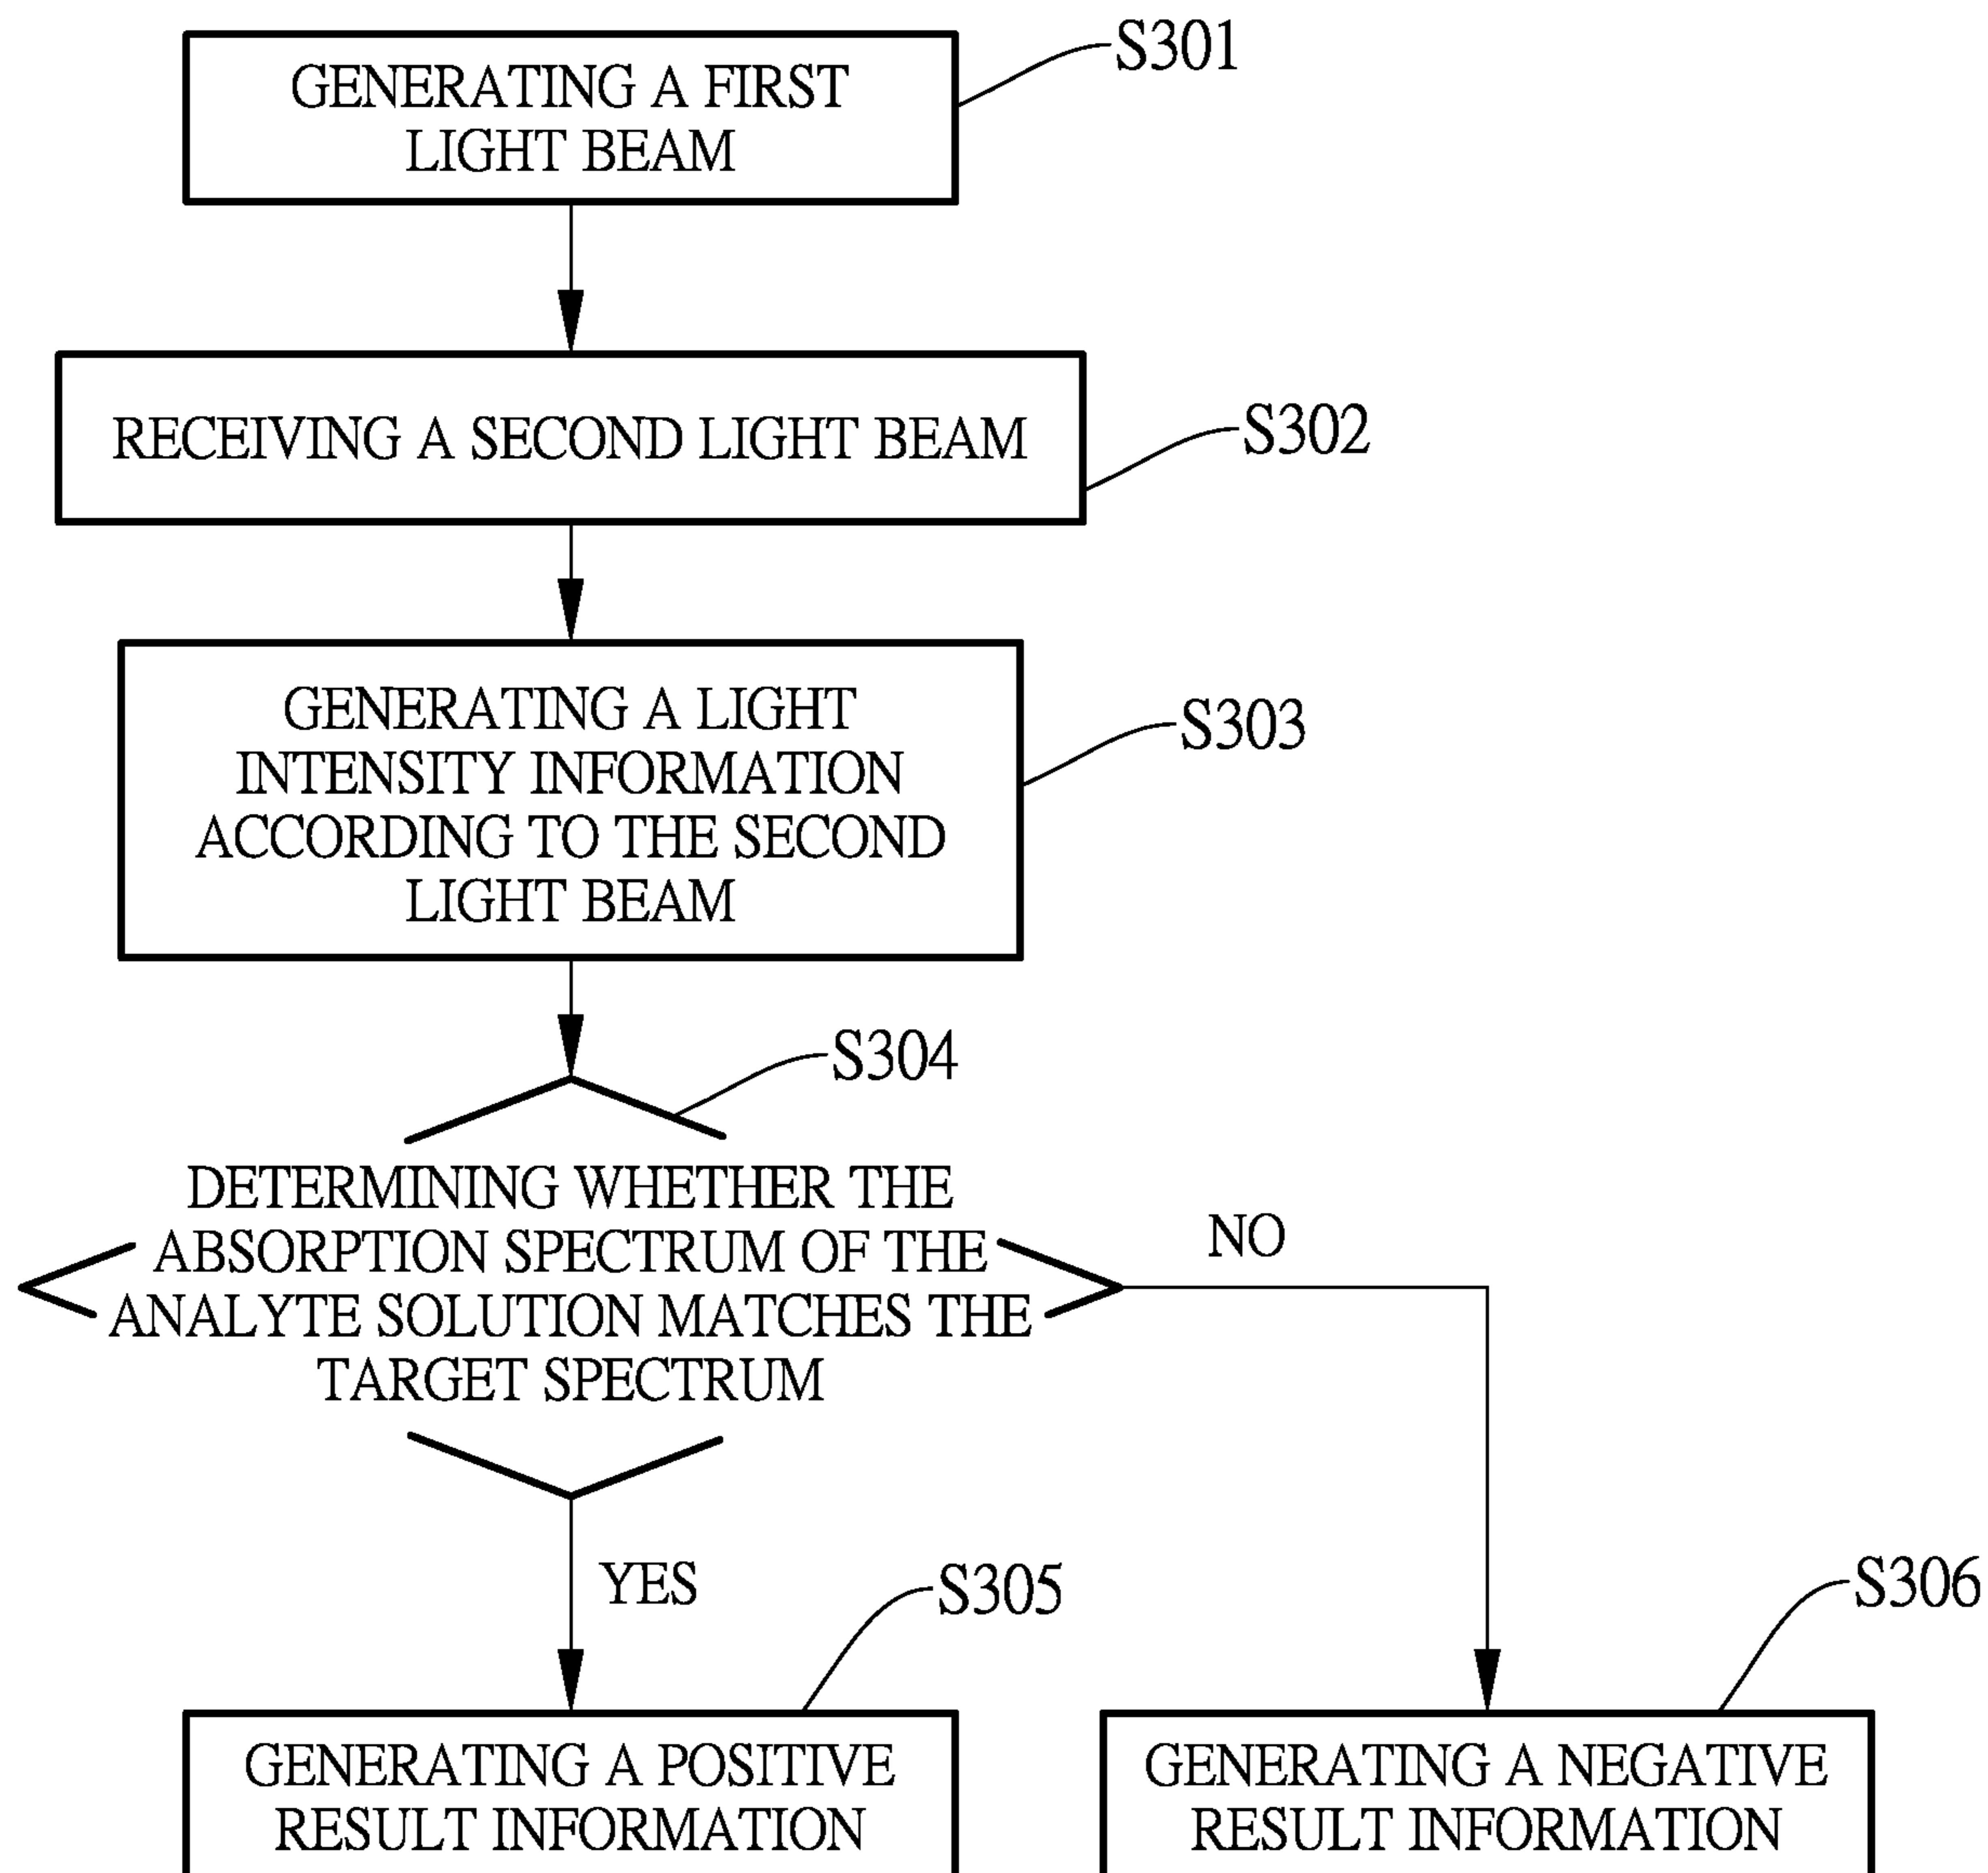 GENERATING A FIRST
LIGHT BEAM
S301
RECEIVING A SECOND LIGHT BEAM
S302
GENERATING A LIGHT
INTENSITY INFORMATION
ACCORDING TO THE SECOND
LIGHT BEAM
S303
S304
DETERMINING WHETHER THE
ABSORPTION SPECTRUM OF THE
ANALYTE SOLUTION MATCHES THE
TARGET SPECTRUM
NO
YES
S305
S306
GENERATING A POSITIVE
RESULT INFORMATION
GENERATING A NEGATIVE
RESULT INFORMATION